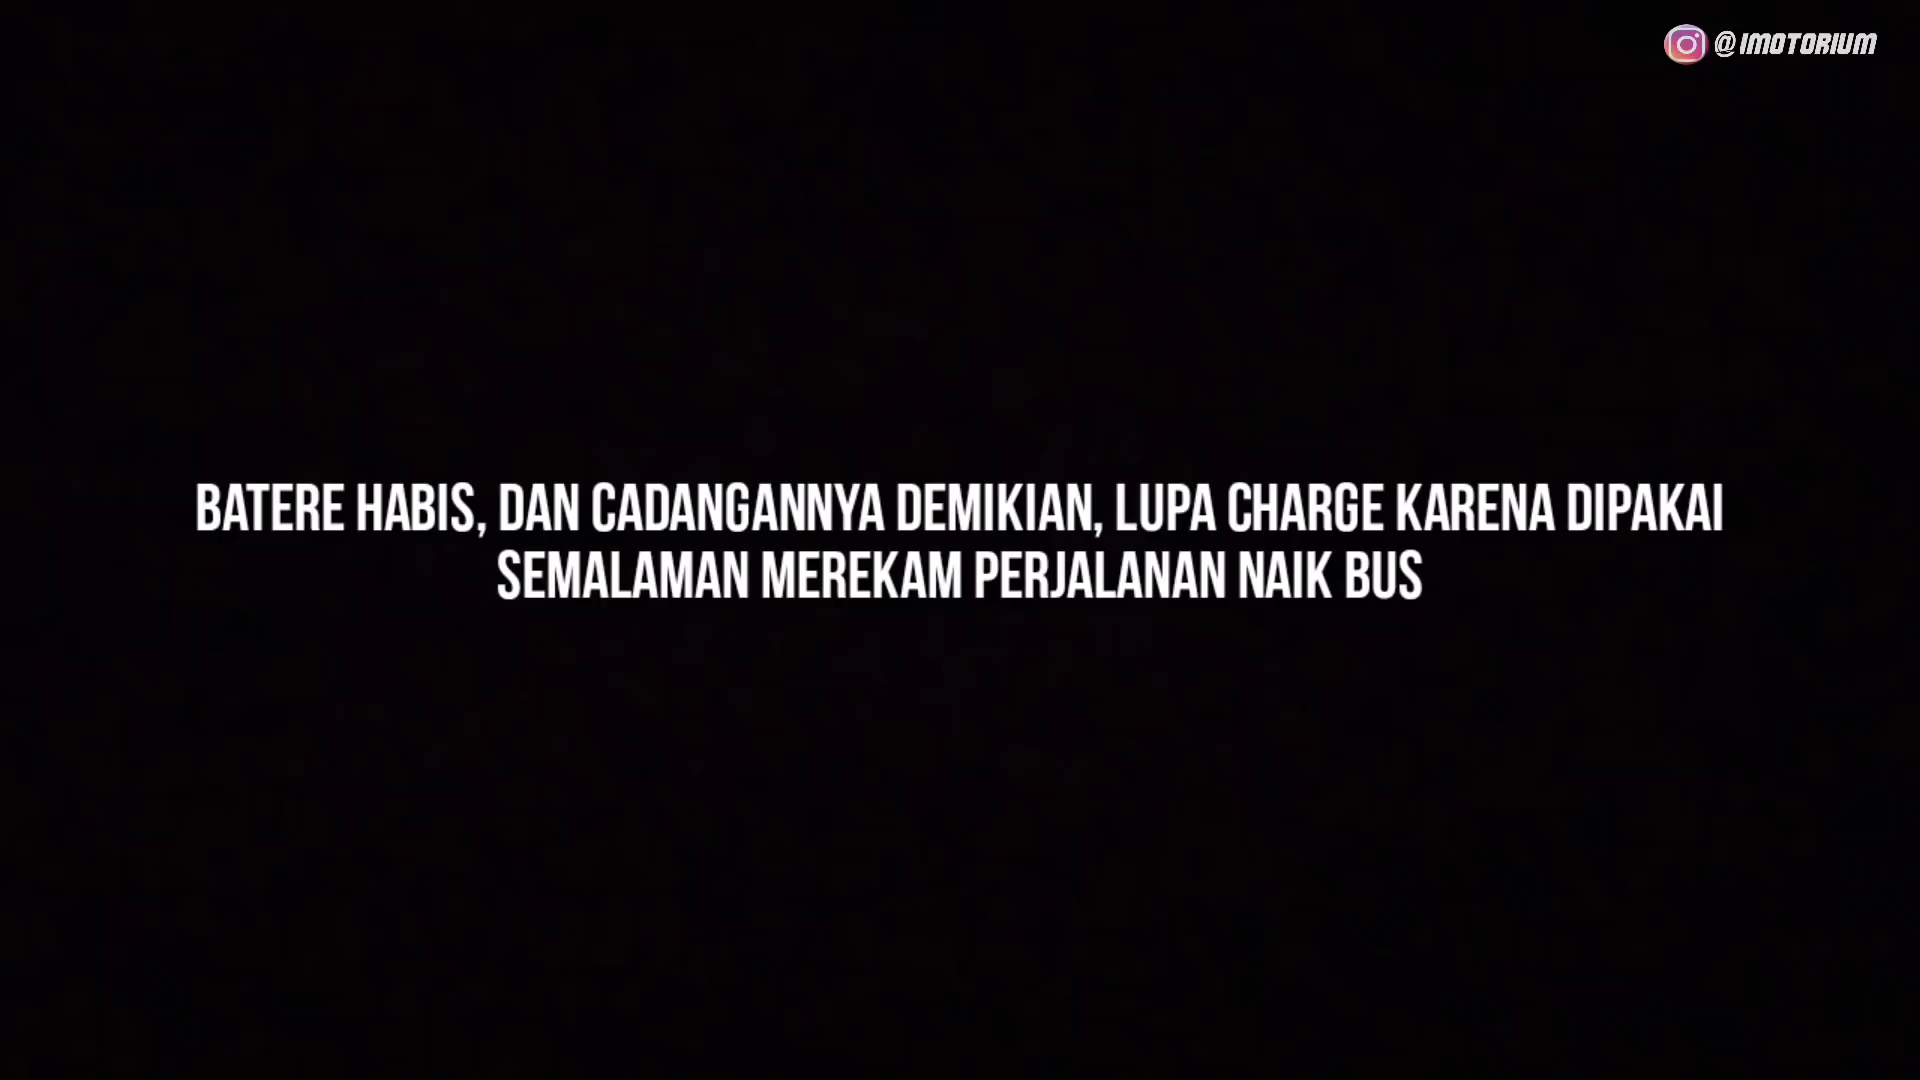 @IMOTORIUM
BATERE HABIS, DAN CADANGANNYA DEMIKIAN, LUPA CHARGE KARENA DIPAKAI
SEMALAMAN MEREKAM PERJALANAN NAIK BUS